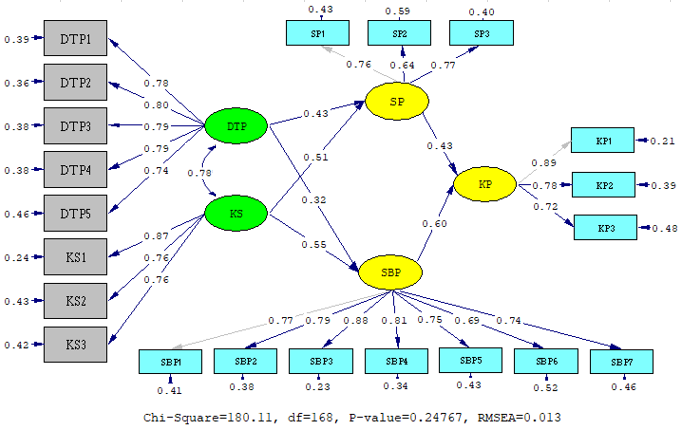 0.43 0.59 0.40
SP1 SP2 SP3
0.39 DTP1
0.76 0.64 0.77
0.36 DTP2 0.78
SP
0.80
0.38 DTP3 0.79 DTP 0.43
0.79
0.38 DTP4
0.74
0.46 DTP5
0.78
0.51
0.43
0.89 KP1 0.21
KP 0.78 KP2 0.39
0.72
KP3 0.48
0.32
0.60
KS
0.55
0.24 KS1 0.87
0.76
0.43 KS2 0.76
SBP
0.42 KS3
0.77 0.79 0.88 0.81 0.75 0.69 0.74
SBP1 SBP2 SBP3 SBP4 SBP5 SBP6 SBP7
0.41 0.38 0.23 0.34 0.43 0.52 0.46
Chi-Square=180.11, df=168, P-value=0.24767, RMSEA=0.013